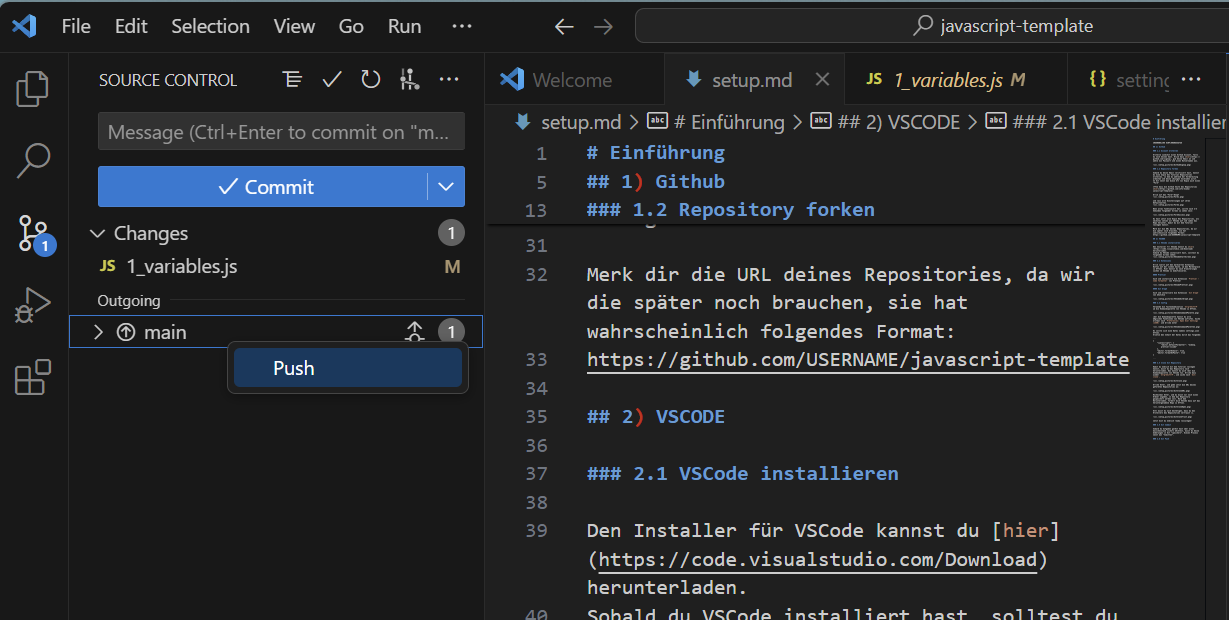 File Edit Selection View Go Run ···
javascript-template
SOURCE CONTROL
Message (Ctrl+Enter to commit on "m...
Commit
Changes 1
JS 1_variables.js M
Outgoing
main 1
Push
1
Welcome
setup.md
JS 1_variables.js M
{} setting
setup.md > # Einführung > ## 2) VSCODE > ### 2.1 VSCode installier
1 # Einführung
5 ## 1) Github
13 ### 1.2 Repository forken
31
32 Merk dir die URL deines Repositories, da wir
die später noch brauchen, sie hat
wahrscheinlich folgendes Format:
33 https://github.com/USERNAME/javascript-template
34
35 ## 2) VSCODE
36
37 ### 2.1 VSCode installieren
38
39 Den Installer für VSCode kannst du [hier]
(https://code.visualstudio.com/Download)
herunterladen.
40 Sobald du VSCode installiert hast, solltest du